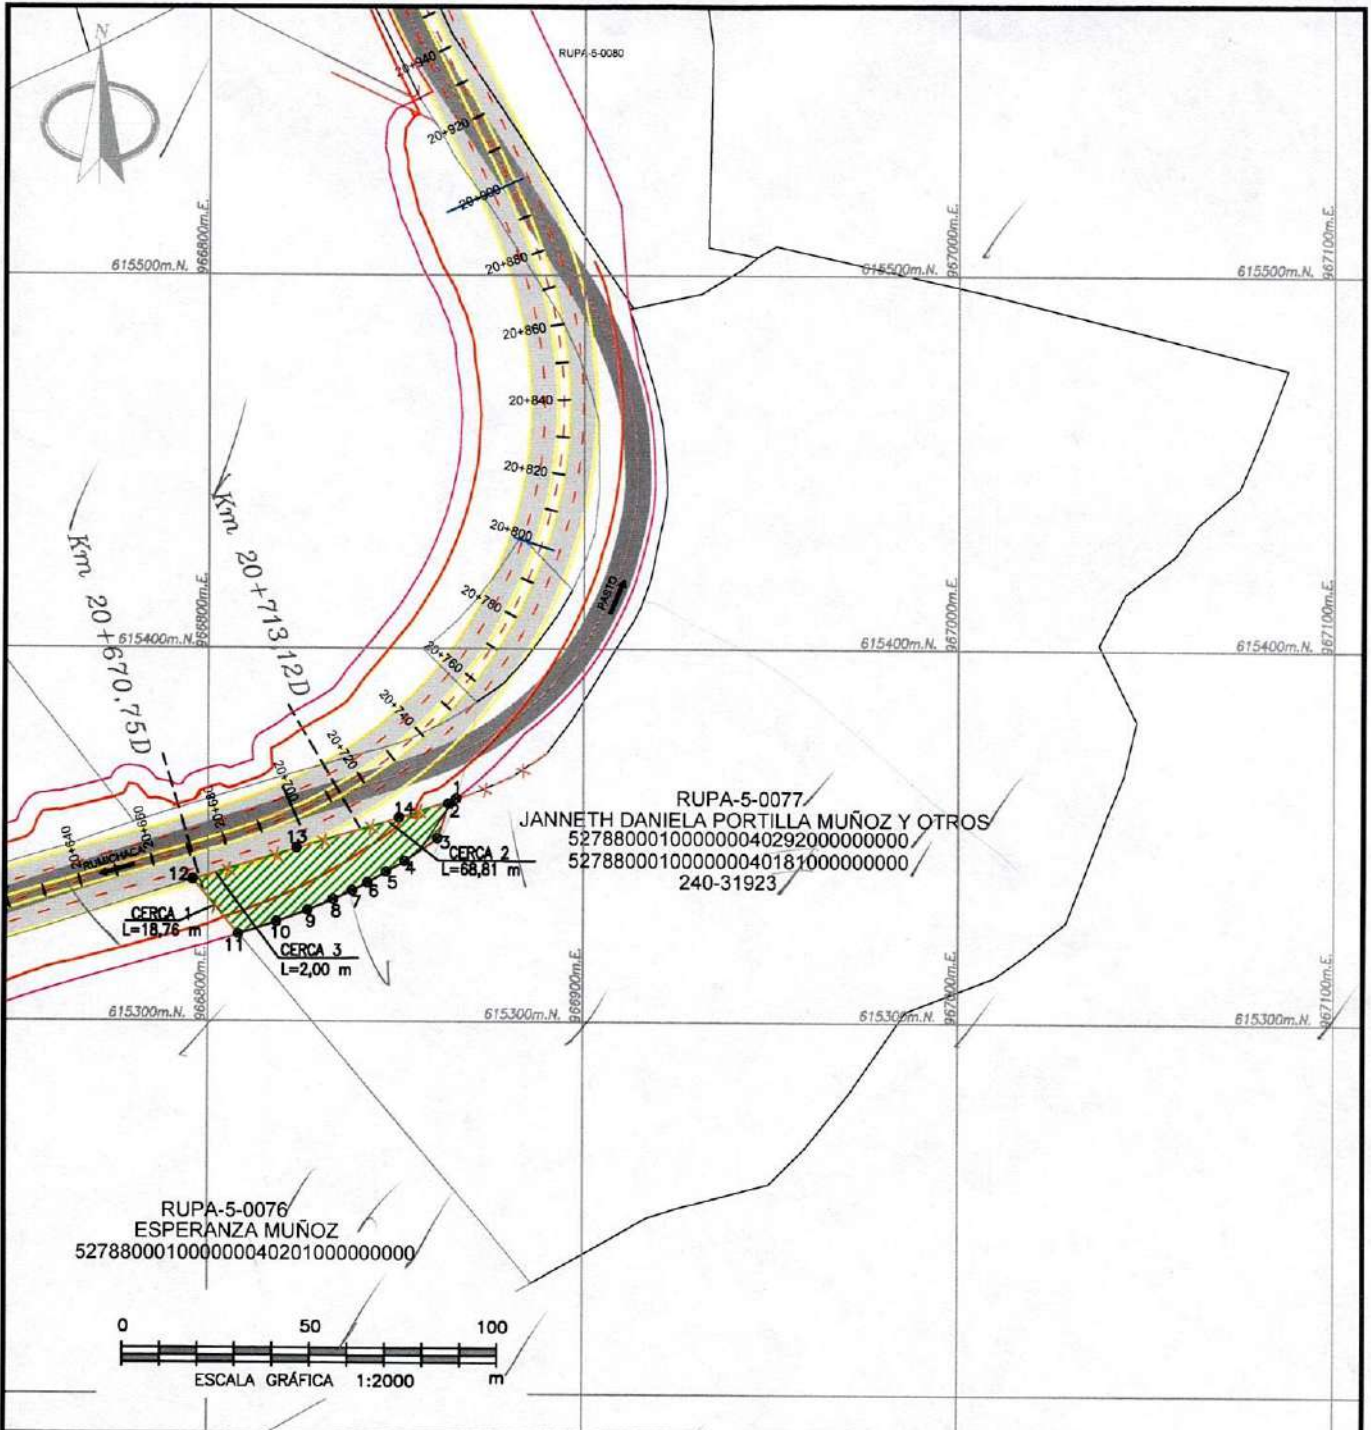 N
RUPA-5-0080
20+940
20+920
20+900
20+880
20+860
20+840
20+820
20+800
20+780
20+760
20+740
20+720
20+700
20+680
20+660
20+640
966800m.E.
967000m.E.
967100m.E.
615500m.N.
615500m.N.
615500m.N.
Km 20+670,75D
Km 20+713,12D
PASTO
RUMICHACA
966800m.E.
967000m.E.
967100m.E.
615400m.N.
615400m.N.
615400m.N.
1
2
3
4
5
6
7
8
9
10
11
12
13
14
RUPA-5-0077
JANNETH DANIELA PORTILLA MUÑOZ Y OTROS
527880001000000040292000000000
527880001000000040181000000000
240-31923
CERCA 2
L=68,81 m
CERCA 1
L=18,76 m
CERCA 3
L=2,00 m
966800m.E.
966900m.E.
967000m.E.
967100m.E.
615300m.N.
615300m.N.
615300m.N.
RUPA-5-0076
ESPERANZA MUÑOZ
527880001000000040201000000000
0 50 100
ESCALA GRÁFICA 1:2000 m